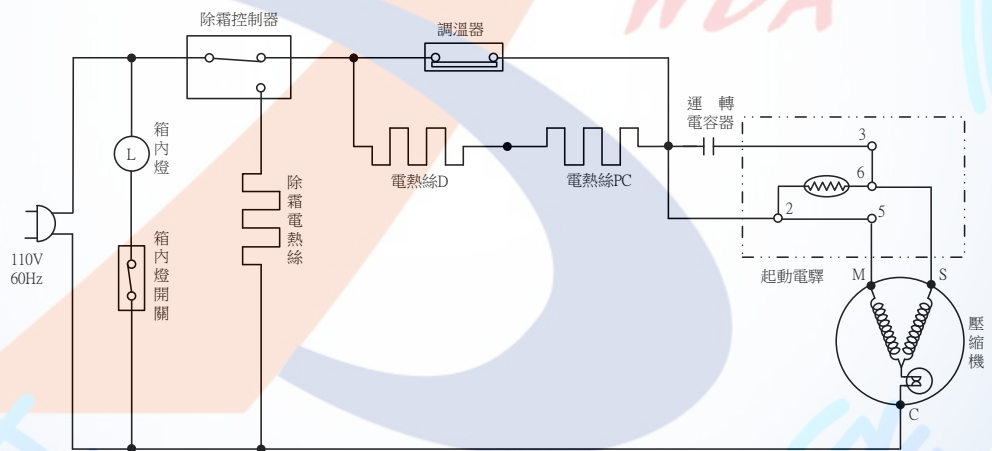 WDA
除霜控制器
調溫器
運 轉
電容器
箱內燈
L
3
6
電熱絲D
電熱絲PC
除霜電熱絲
2
5
110V
60Hz
箱內燈開關
起動電驛
M
S
壓縮機
C